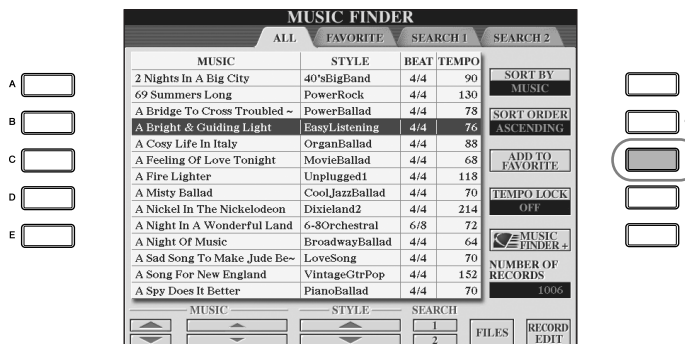 MUSIC FINDER
ALL FAVORITE SEARCH 1 SEARCH 2
MUSIC STYLE BEAT TEMPO
2 Nights In A Big City 40'sBigBand 4/4 90
69 Summers Long PowerRock 4/4 130
A Bridge To Cross Troubled ~ PowerBallad 4/4 78
A Bright & Guiding Light EasyListening 4/4 76
A Cosy Life In Italy OrganBallad 4/4 88
A Feeling Of Love Tonight MovieBallad 4/4 68
A Fire Lighter Unplugged1 4/4 118
A Misty Ballad CoolJazzBallad 4/4 70
A Nickel In The Nickelodeon Dixieland2 4/4 214
A Night In A Wonderful Land 6-8Orchestral 6/8 72
A Night Of Music BroadwayBallad 4/4 64
A Sad Song To Make Jude Be~ LoveSong 4/4 70
A Song For New England VintageGtrPop 4/4 152
A Spy Does It Better PianoBallad 4/4 70
SORT BY
MUSIC
SORT ORDER
ASCENDING
ADD TO
FAVORITE
TEMPO LOCK
OFF
MUSIC
FINDER +
NUMBER OF
RECORDS
1006
MUSIC STYLE SEARCH
1
2
FILES
RECORD
EDIT
A
B
C
D
E